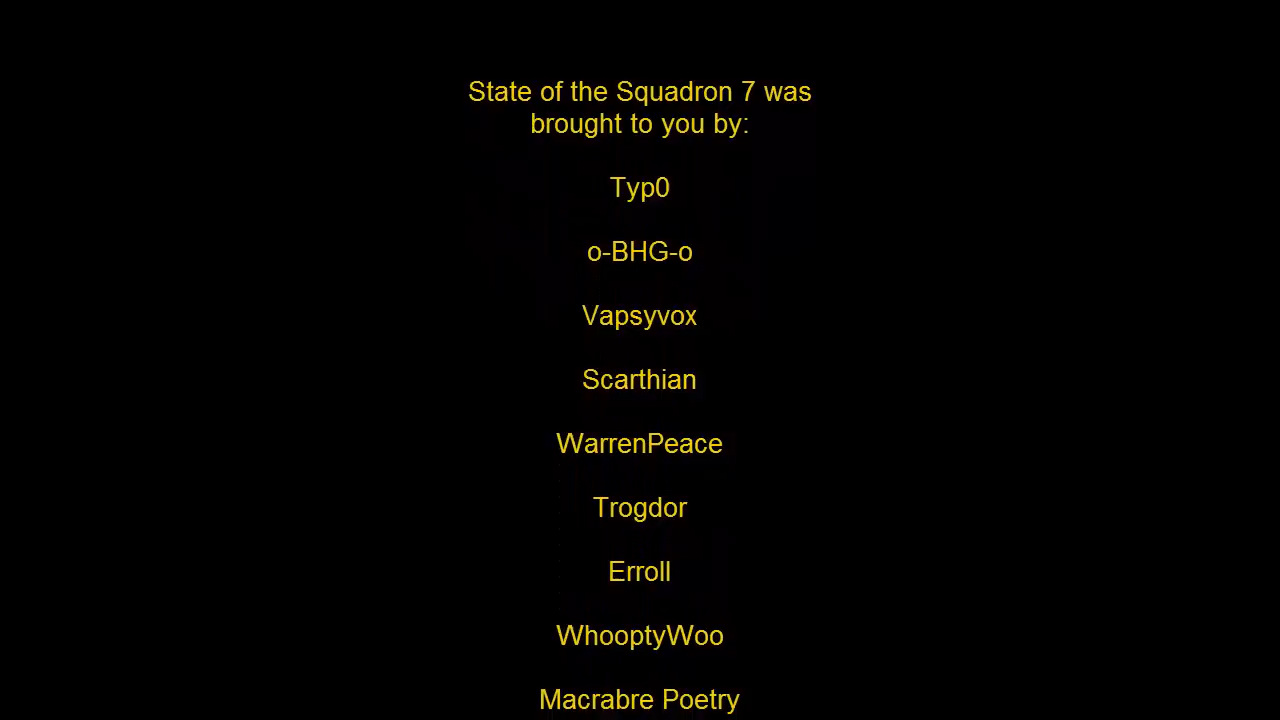 State of the Squadron 7 was
brought to you by:
Typ0
o-BHG-o
Vapsyvox
Scarthian
WarrenPeace
Trogdor
Erroll
WhooptyWoo
Macrabre Poetry